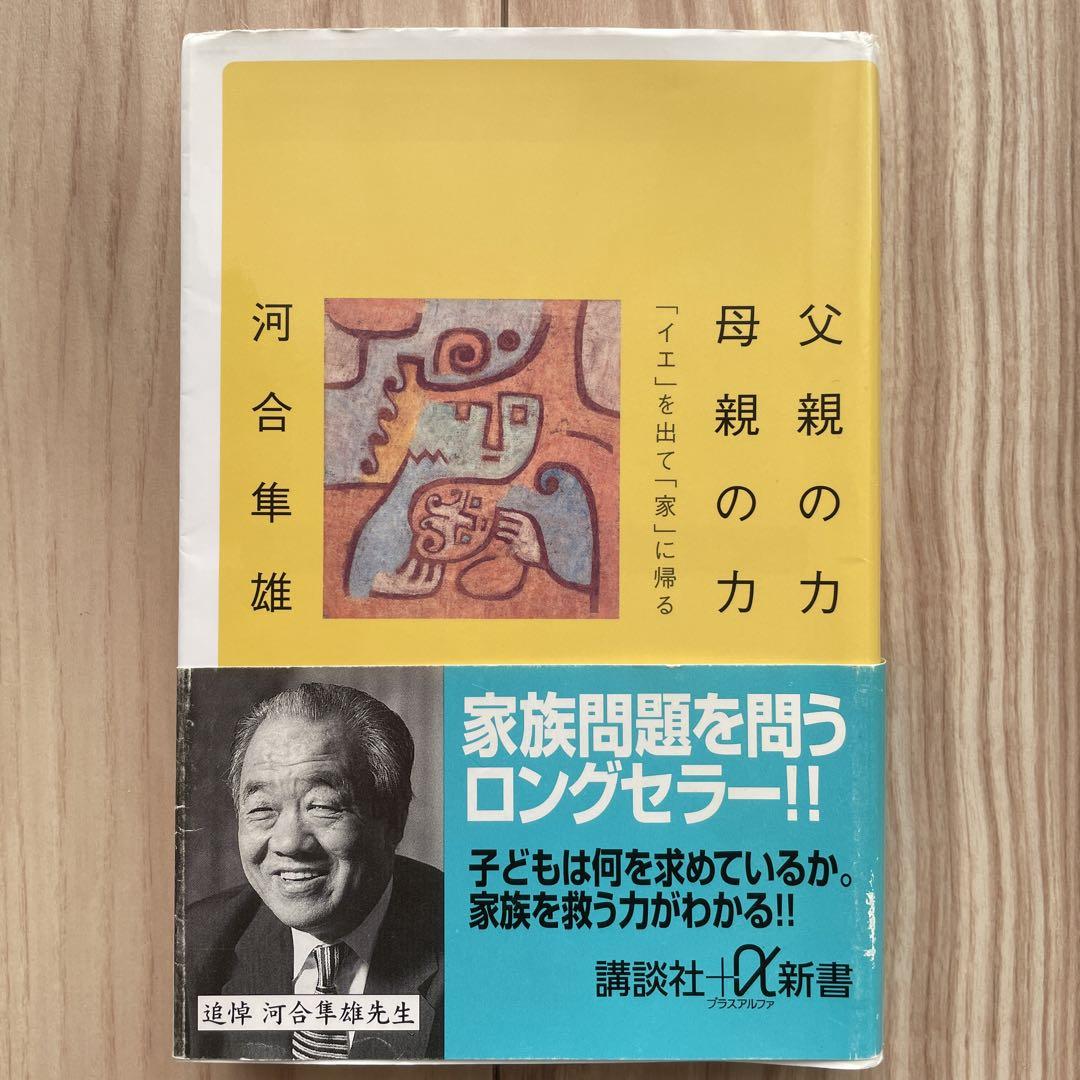 父親の力
母親の力
「イエ」を出て「家」に帰る
河合隼雄
家族問題を問う
ロングセラー!!
子どもは何を求めているか。
家族を救う力がわかる!!
講談社+α新書
プラスアルファ
追悼 河合隼雄先生